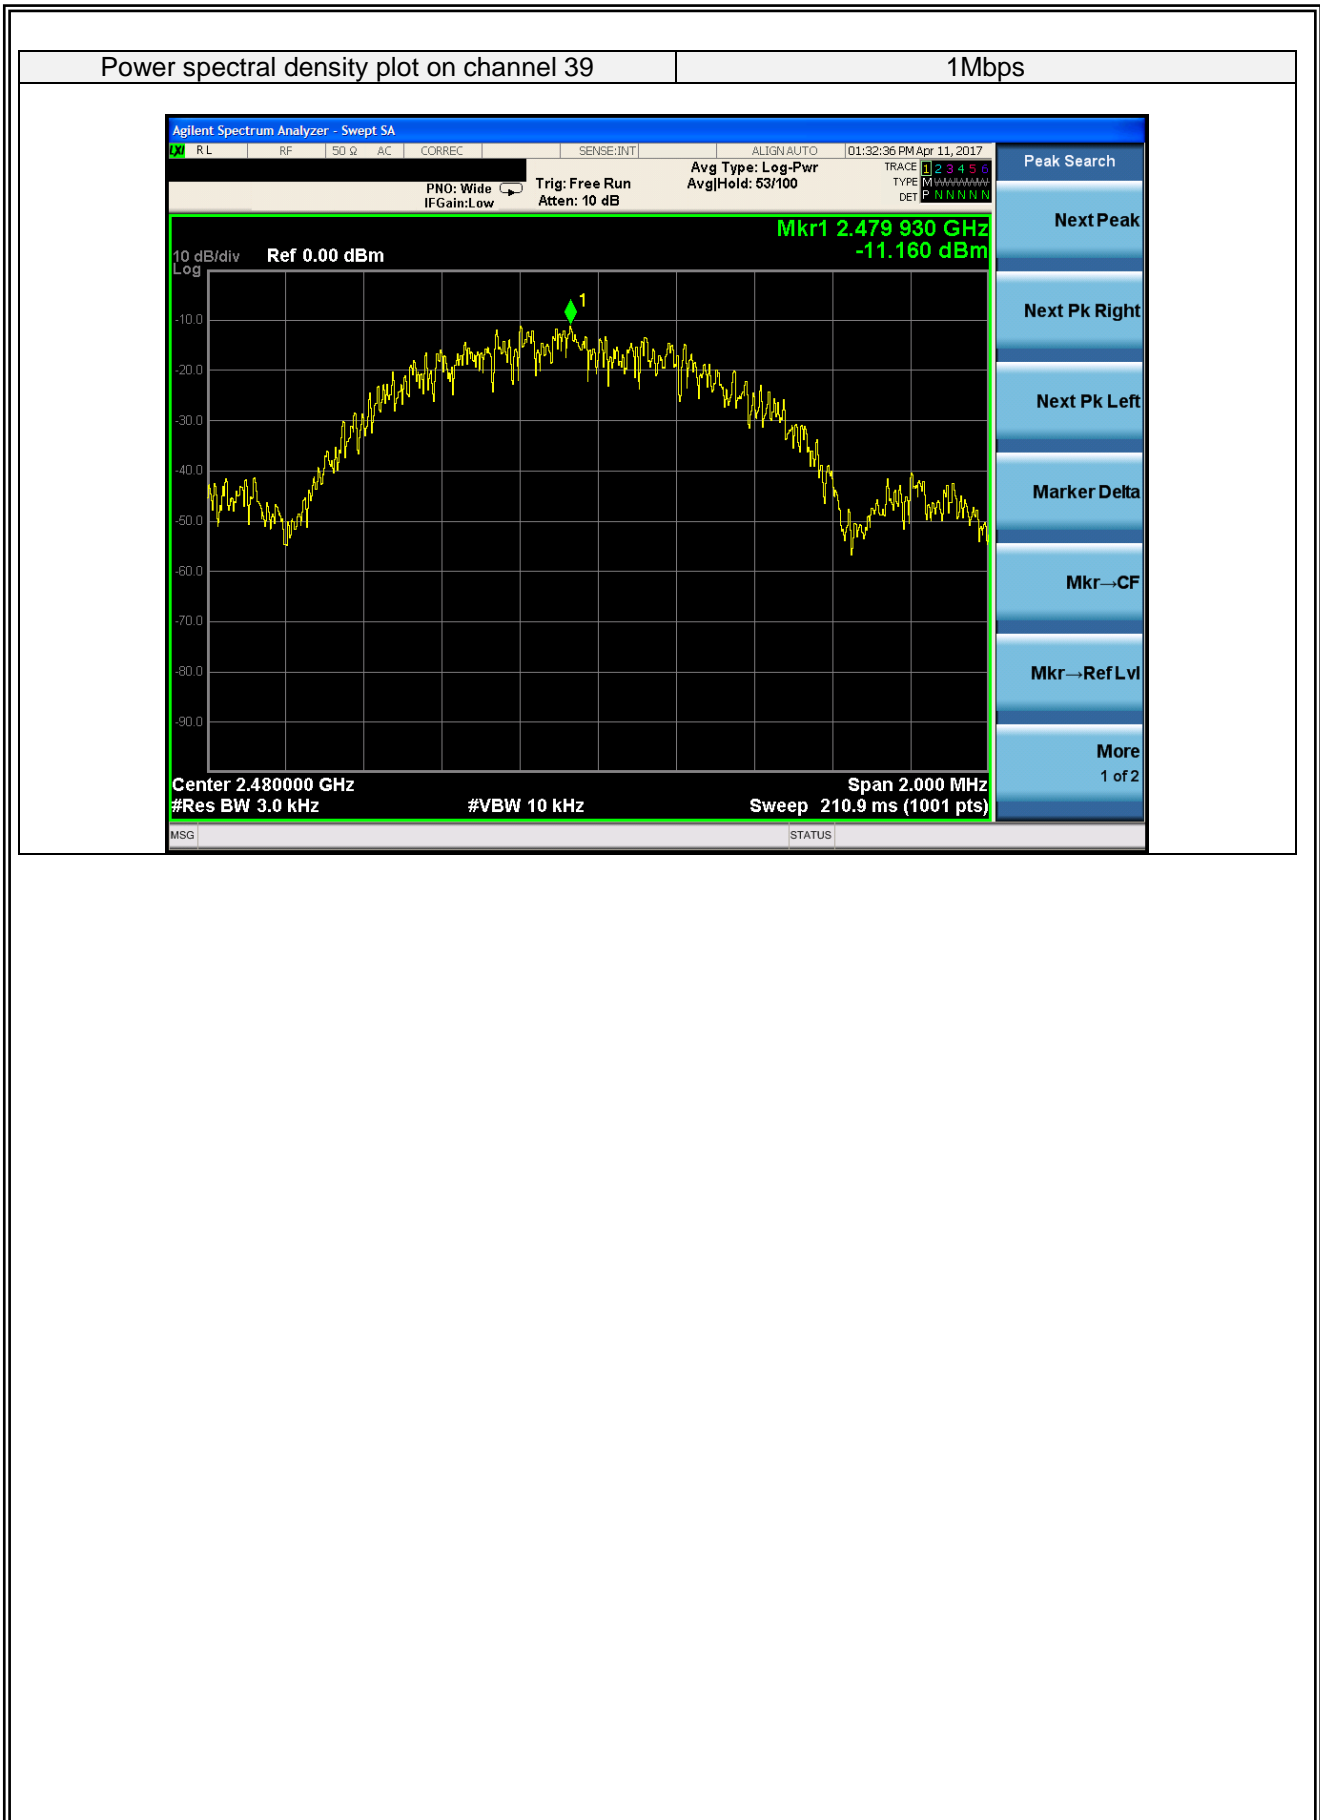 Power spectral density plot on channel 39 1Mbps
Agilent Spectrum Analyzer - Swept SA
LXI RL RF 50 Ω AC CORREC SENSE:INT ALIGN AUTO 01:32:36 PM Apr 11, 2017
Peak Search
Avg Type: Log-Pwr TRACE 1 2 3 4 5 6
PNO: Wide Trig: Free Run Avg|Hold: 53/100 TYPE M
IFGain:Low Atten: 10 dB DET P N N N N N
Mkr1 2.479 930 GHz
-11.160 dBm
10 dB/div Ref 0.00 dBm
Log
1
-10.0
-20.0
-30.0
-40.0
-50.0
-60.0
-70.0
-80.0
-90.0
Center 2.480000 GHz Span 2.000 MHz
#Res BW 3.0 kHz #VBW 10 kHz Sweep 210.9 ms (1001 pts)
MSG STATUS
Next Peak
Next Pk Right
Next Pk Left
Marker Delta
Mkr→CF
Mkr→Ref Lvl
More
1 of 2